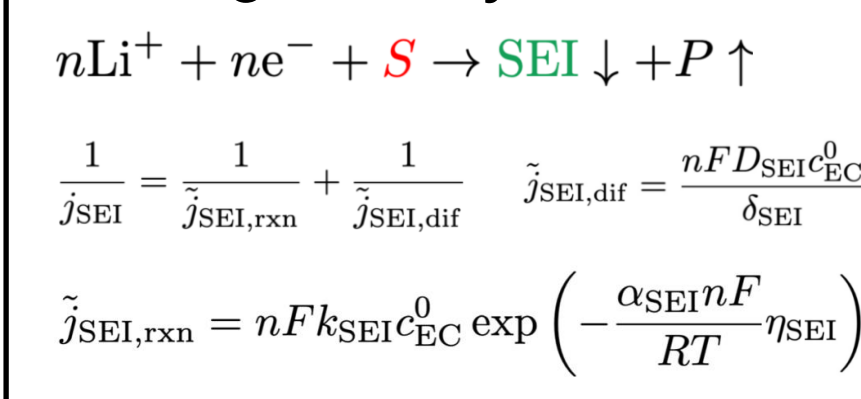 nLi⁺ + ne⁻ + S → SEI ↓ +P ↑
1/j_SEI = 1/j̃_SEI,rxn + 1/j̃_SEI,dif    j̃_SEI,dif = nFD_SEI c⁰_EC / δ_SEI
j̃_SEI,rxn = nFk_SEI c⁰_EC exp (− α_SEI nF / RT η_SEI)